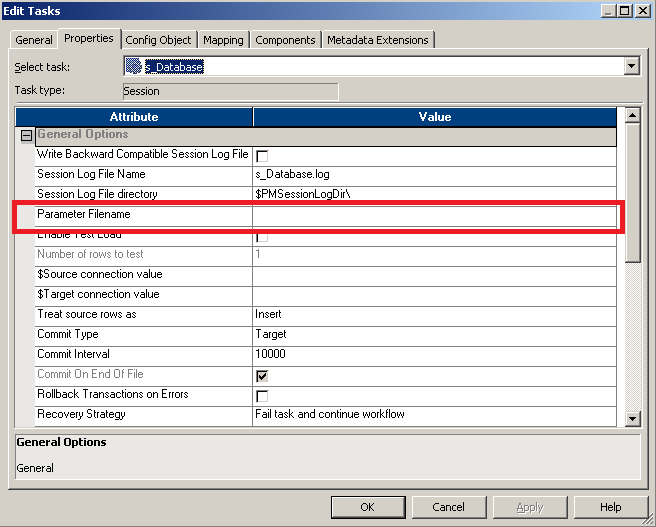 Edit Tasks
General Properties Config Object Mapping Components Metadata Extensions
Select task: s_Database
Task type: Session
Attribute Value
General Options
Write Backward Compatible Session Log File
Session Log File Name s_Database.log
Session Log File directory $PMSessionLogDir\
Parameter Filename
Enable Test Load
Number of rows to test 1
$Source connection value
$Target connection value
Treat source rows as Insert
Commit Type Target
Commit Interval 10000
Commit On End Of File
Rollback Transactions on Errors
Recovery Strategy Fail task and continue workflow
General Options
General
OK Cancel Apply Help